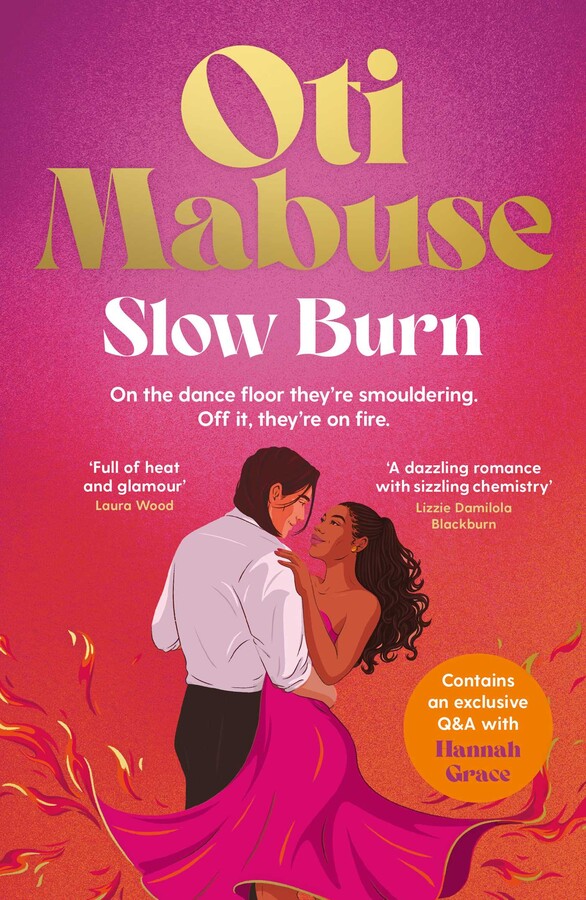 Oti
Mabuse
Slow Burn
On the dance floor they're smouldering.
Off it, they're on fire.
‘Full of heat
and glamour’
Laura Wood
‘A dazzling romance
with sizzling chemistry’
Lizzie Damilola
Blackburn
Contains
an exclusive
Q&A with
Hannah
Grace